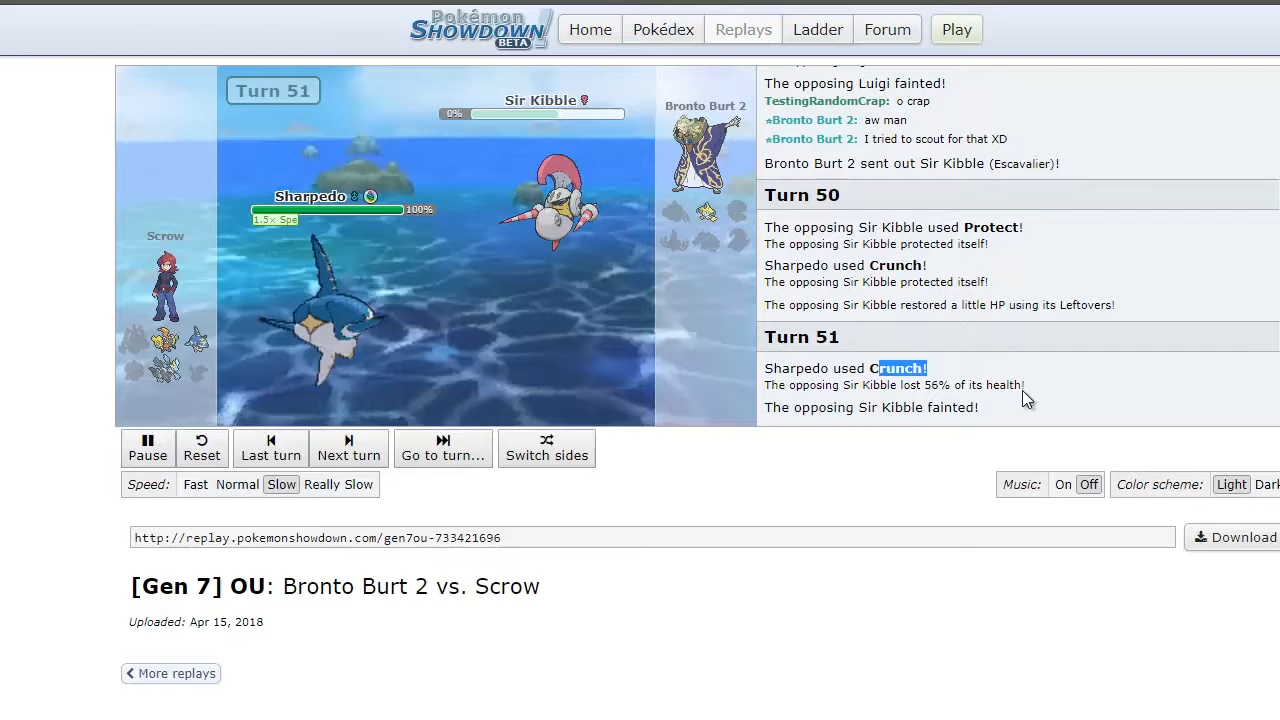 Pokémon
SHOWDOWN!
BETA
Home
Pokédex
Replays
Ladder
Forum
Play
Turn 51
Sir Kibble
0%
Sharpedo
100%
1.5× Spe
Scrow
Bronto Burt 2
The opposing Luigi fainted!
TestingRandomCrap: o crap
☆Bronto Burt 2: aw man
☆Bronto Burt 2: I tried to scout for that XD
Bronto Burt 2 sent out Sir Kibble (Escavalier)!
Turn 50
The opposing Sir Kibble used Protect!
The opposing Sir Kibble protected itself!
Sharpedo used Crunch!
The opposing Sir Kibble protected itself!
The opposing Sir Kibble restored a little HP using its Leftovers!
Turn 51
Sharpedo used Crunch!
The opposing Sir Kibble lost 56% of its health!
The opposing Sir Kibble fainted!
Pause
Reset
Last turn
Next turn
Go to turn...
Switch sides
Speed: Fast Normal Slow Really Slow
Music: On Off
Color scheme: Light Dark
http://replay.pokemonshowdown.com/gen7ou-733421696
Download
[Gen 7] OU: Bronto Burt 2 vs. Scrow
Uploaded: Apr 15, 2018
More replays